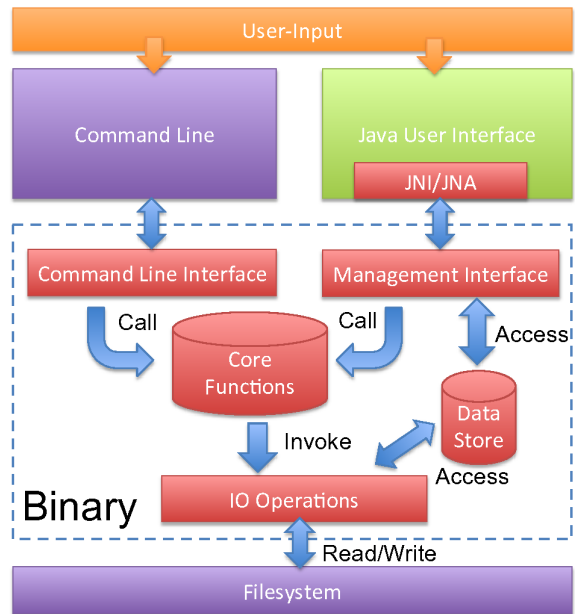 User-Input
Command Line
Java User Interface
JNI/JNA
Command Line Interface
Management Interface
Call
Call
Access
Core
Functions
Data
Store
Invoke
Access
IO Operations
Binary
Read/Write
Filesystem